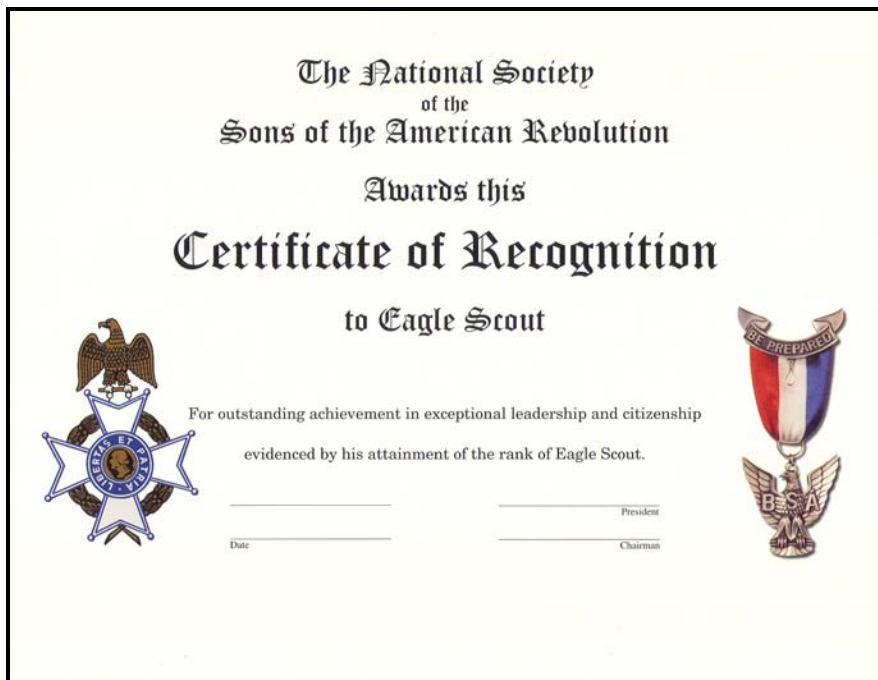 The National Society
of the
Sons of the American Revolution
Awards this
Certificate of Recognition
to Eagle Scout
BE PREPARED
For outstanding achievement in exceptional leadership and citizenship
evidenced by his attainment of the rank of Eagle Scout.
LIBERTAS ET PATRIA
BSA
President
Date
Chairman